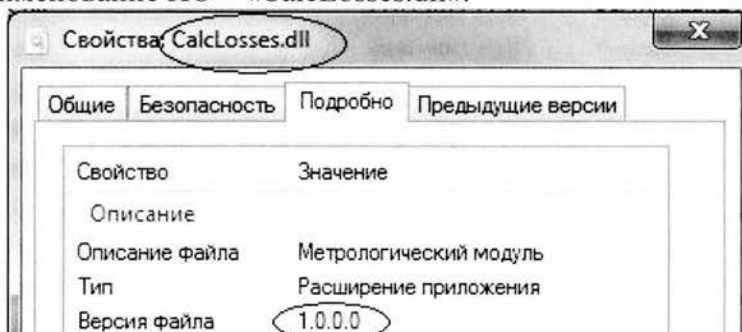 Свойства: CalcLosses.dll
Общие Безопасность Подробно Предыдущие версии
Свойство Значение
Описание
Описание файла Метрологический модуль
Тип Расширение приложения
Версия файла 1.0.0.0